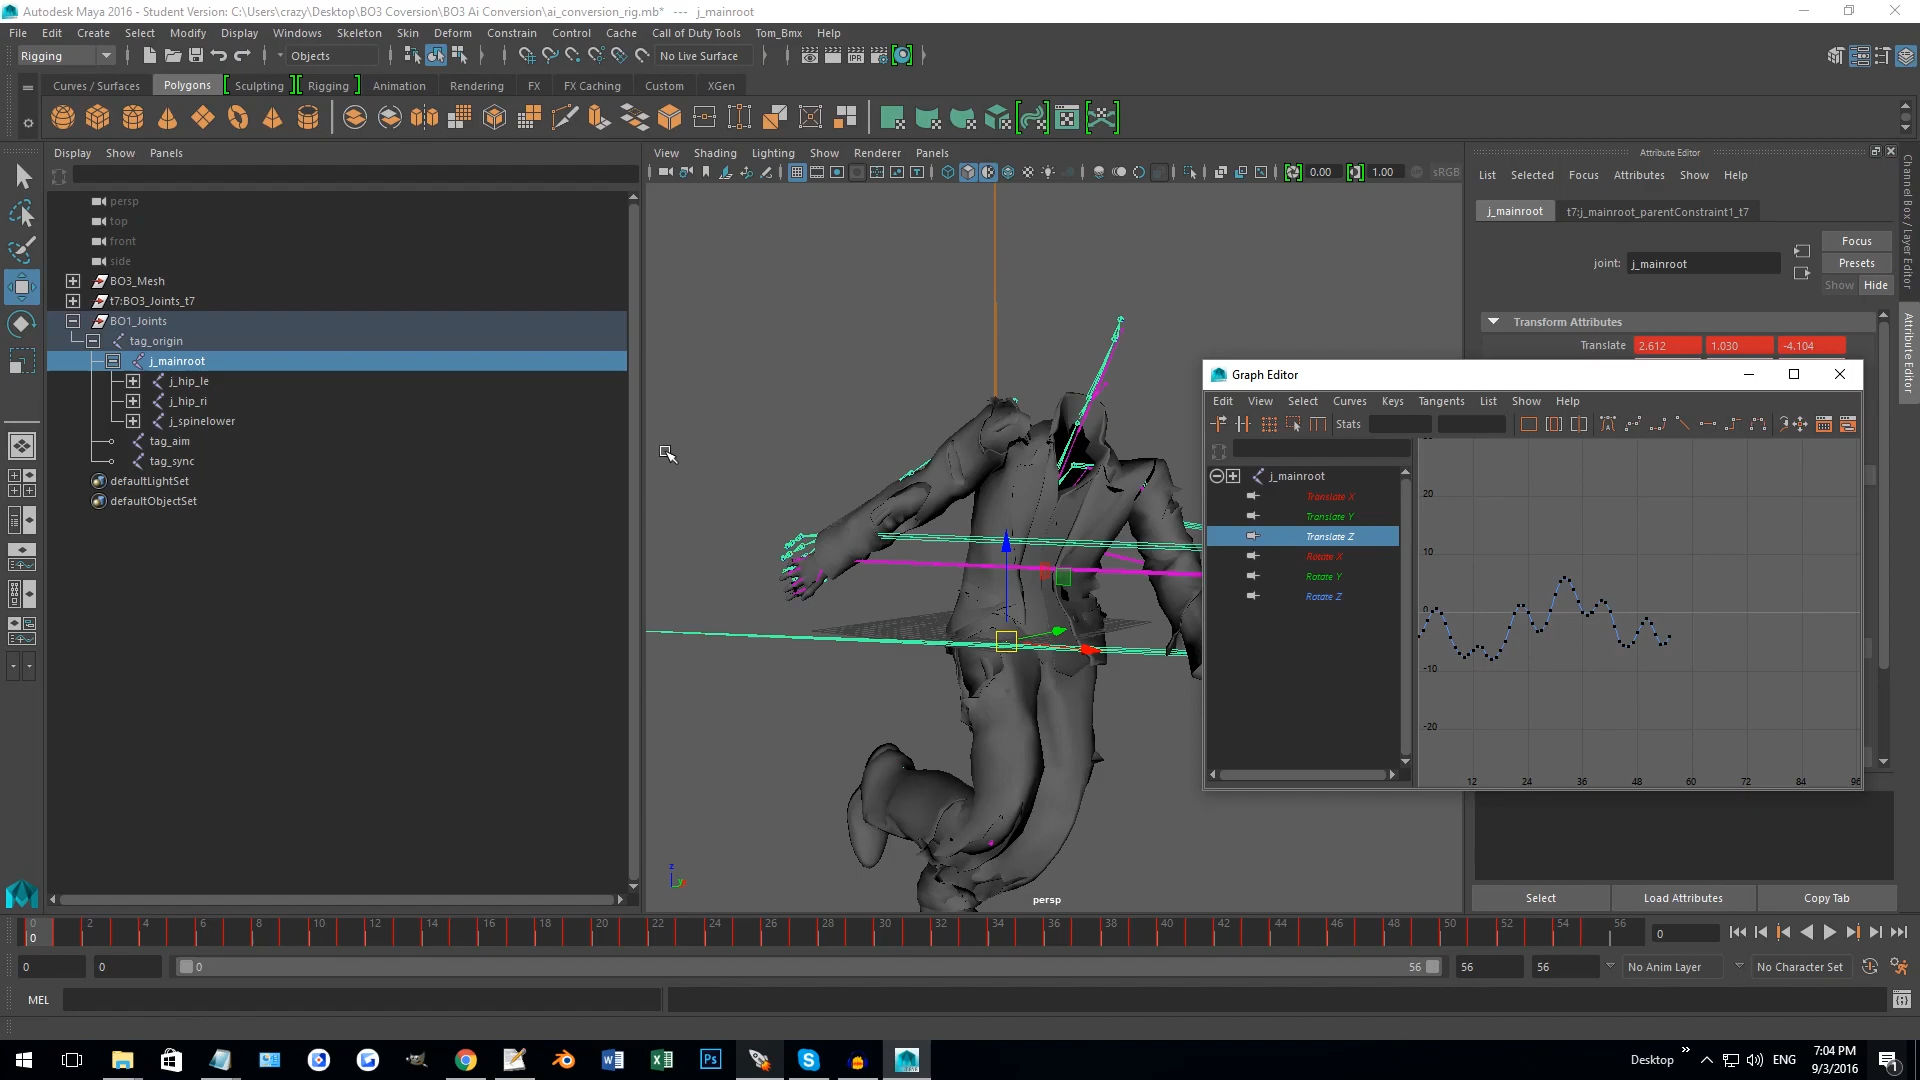 Autodesk Maya 2016 - Student Version: C:\Users\crazy\Desktop\BO3 Coversion\BO3 Ai Conversion\ai_conversion_rig.mb* --- j_mainroot
File Edit Create Select Modify Display Windows Skeleton Skin Deform Constrain Control Cache Call of Duty Tools Tom_Bmx Help
Rigging Objects No Live Surface
Curves / Surfaces Polygons Sculpting Rigging Animation Rendering FX FX Caching Custom XGen
Display Show Panels
View Shading Lighting Show Renderer Panels
0.00 1.00 sRGB
persp
top
front
side
BO3_Mesh
t7:BO3_Joints_t7
BO1_Joints
tag_origin
j_mainroot
j_hip_le
j_hip_ri
j_spinelower
tag_aim
tag_sync
defaultLightSet
defaultObjectSet
z
y
persp
Attribute Editor
List Selected Focus Attributes Show Help
j_mainroot t7:j_mainroot_parentConstraint1_t7
joint: j_mainroot
Focus
Presets
Show Hide
Transform Attributes
Translate 2.612 1.030 -4.104
Channel Box / Layer Editor
Attribute Editor
Graph Editor
Edit View Select Curves Keys Tangents List Show Help
Stats
j_mainroot
Translate X
Translate Y
Translate Z
Rotate X
Rotate Y
Rotate Z
20
10
0
-10
-20
12 24 36 48 60 72 84 96
Select Load Attributes Copy Tab
0 2 4 6 8 10 12 14 16 18 20 22 24 26 28 30 32 34 36 38 40 42 44 46 48 50 52 54 56
0 0
0 0 0 56 56 56 No Anim Layer No Character Set
MEL
Desktop » ENG
7:04 PM
9/3/2016
1